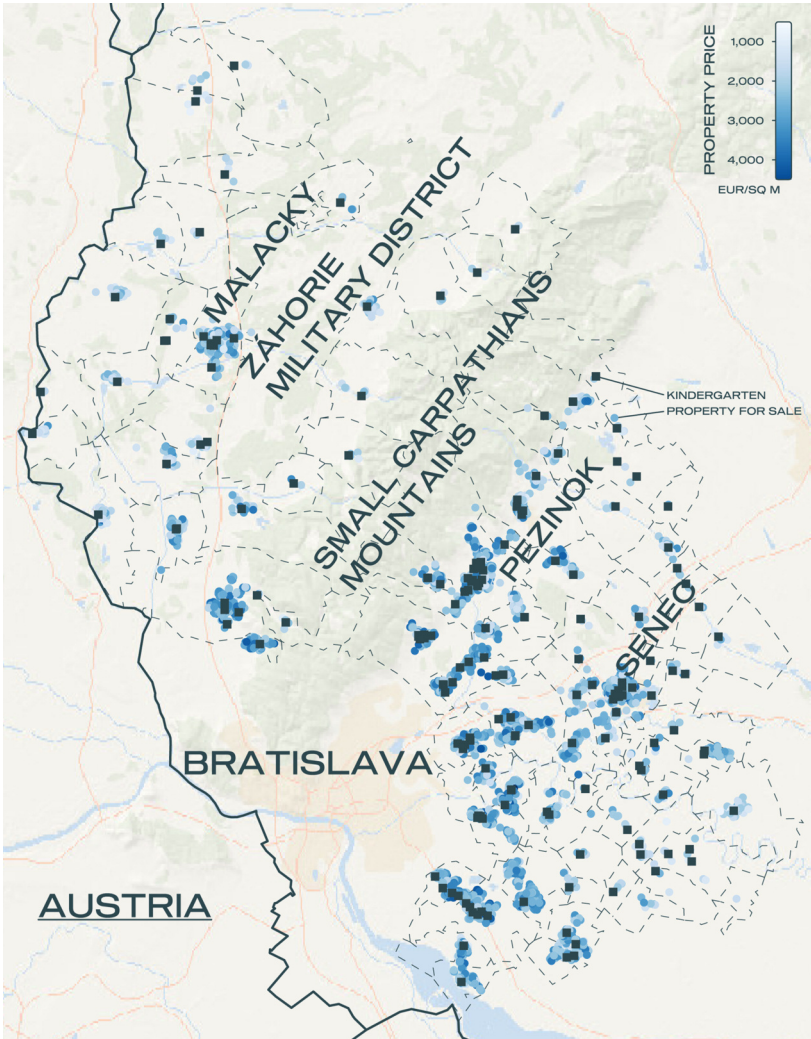 PROPERTY PRICE
1,000
2,000
3,000
4,000
EUR/SQ M
MALACKY
ZÁHORIE
MILITARY DISTRICT
SMALL CARPATHIANS
MOUNTAINS
KINDERGARTEN
PROPERTY FOR SALE
PEZINOK
SENEC
BRATISLAVA
AUSTRIA